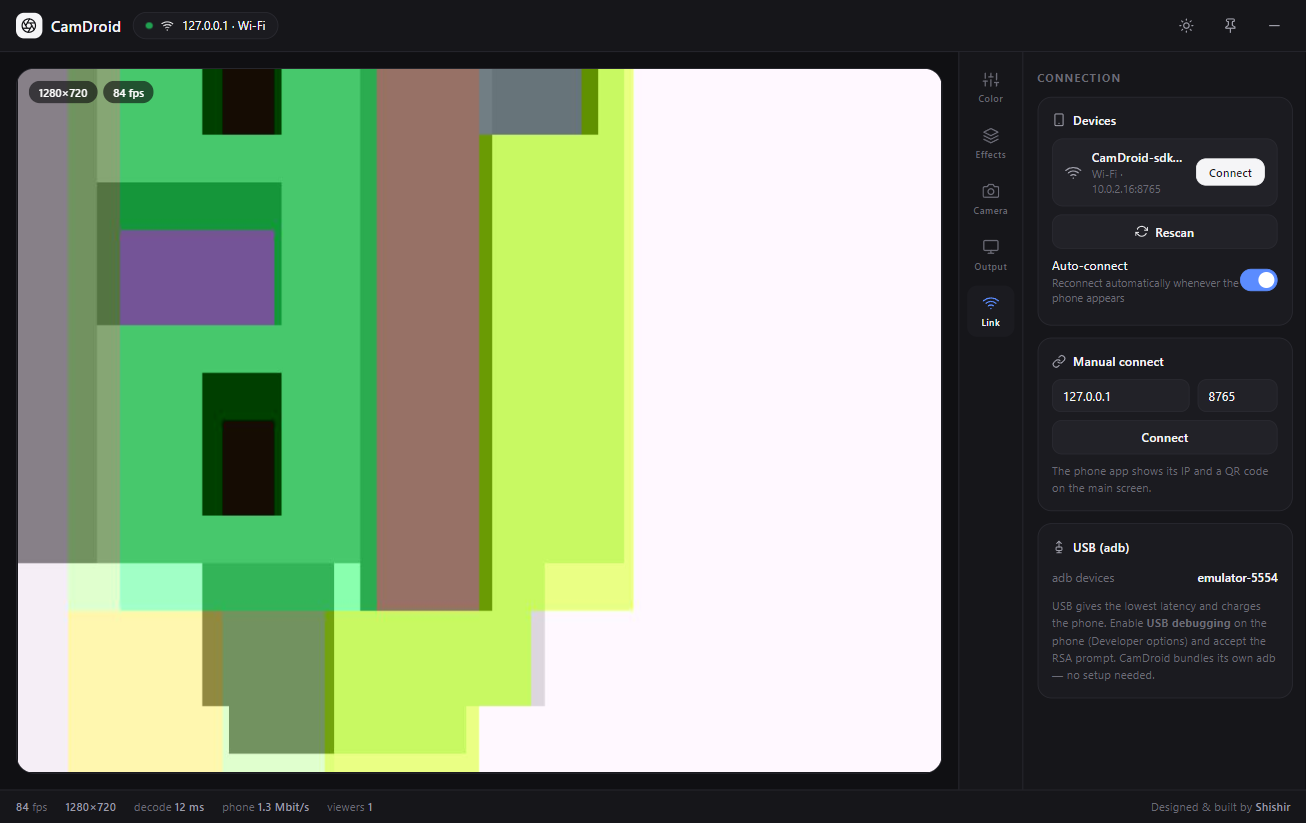 CamDroid
127.0.0.1 · Wi-Fi
1280×720
84 fps
Color
Effects
Camera
Output
Link
CONNECTION
Devices
CamDroid-sdk...
Wi-Fi ·
10.0.2.16:8765
Connect
Rescan
Auto-connect
Reconnect automatically whenever the
phone appears
Manual connect
127.0.0.1
8765
Connect
The phone app shows its IP and a QR code
on the main screen.
USB (adb)
adb devices
emulator-5554
USB gives the lowest latency and charges
the phone. Enable USB debugging on the
phone (Developer options) and accept the
RSA prompt. CamDroid bundles its own adb
— no setup needed.
84 fps
1280×720
decode 12 ms
phone 1.3 Mbit/s
viewers 1
Designed & built by Shishir